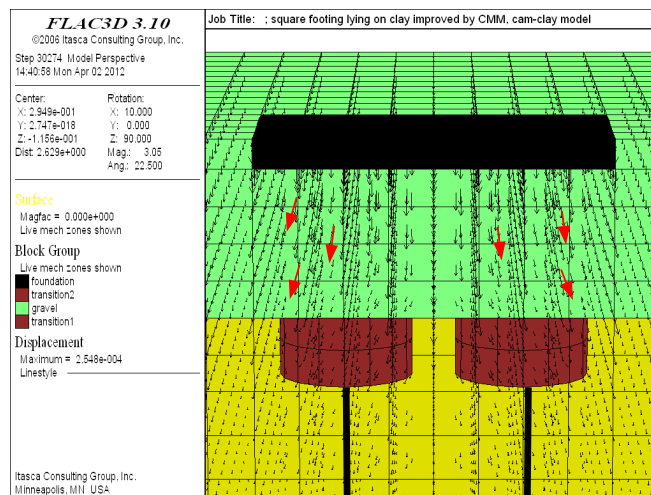 FLAC3D 3.10
©2006 Itasca Consulting Group, Inc.
Step 30274 Model Perspective
14:40:58 Mon Apr 02 2012
Center:
X: 2.949e-001
Y: 2.747e-018
Z: -1.156e-001
Dist: 2.629e+000
Rotation:
X: 10.000
Y: 0.000
Z: 90.000
Mag.: 3.05
Ang.: 22.500
Surface
Magfac = 0.000e+000
Live mech zones shown
Block Group
Live mech zones shown
foundation
transition2
gravel
transition1
Displacement
Maximum = 2.548e-004
Linestyle
Itasca Consulting Group, Inc.
Minneapolis, MN USA
Job Title: ; square footing lying on clay improved by CMM, cam-clay model